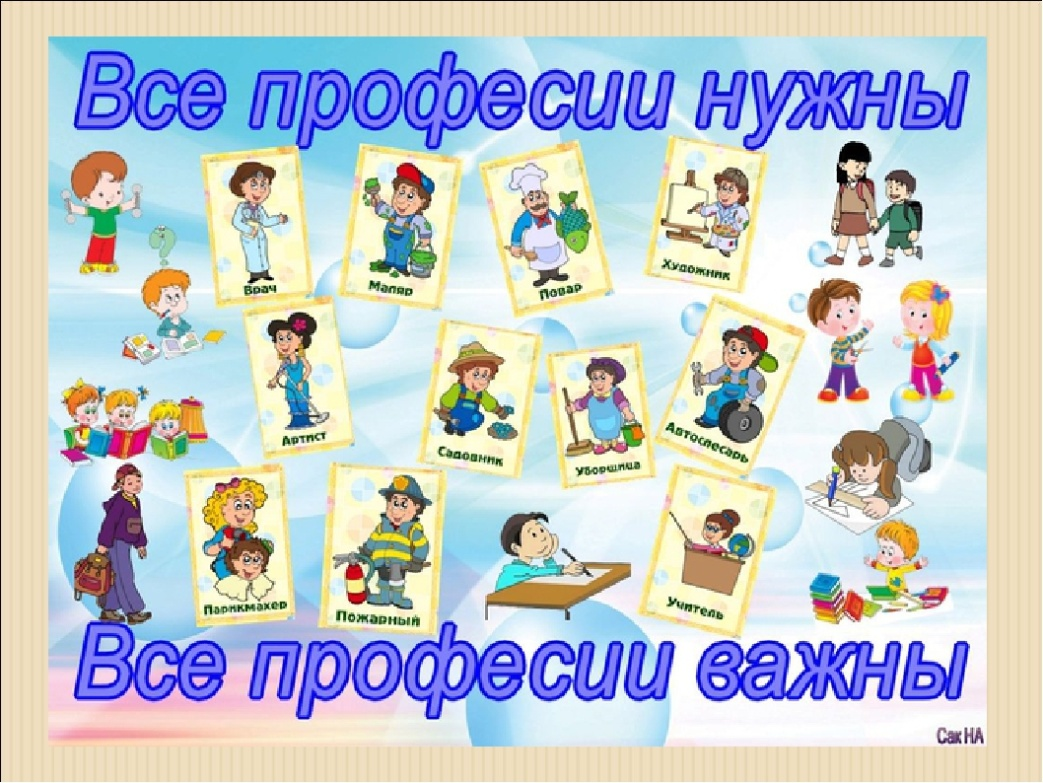 Все професии нужны
Врач
Маляр
Повар
Художник
Артист
Садовник
Уборщица
Автослесарь
Парикмахер
Пожарный
Учитель
Все професии важны
Сак НА